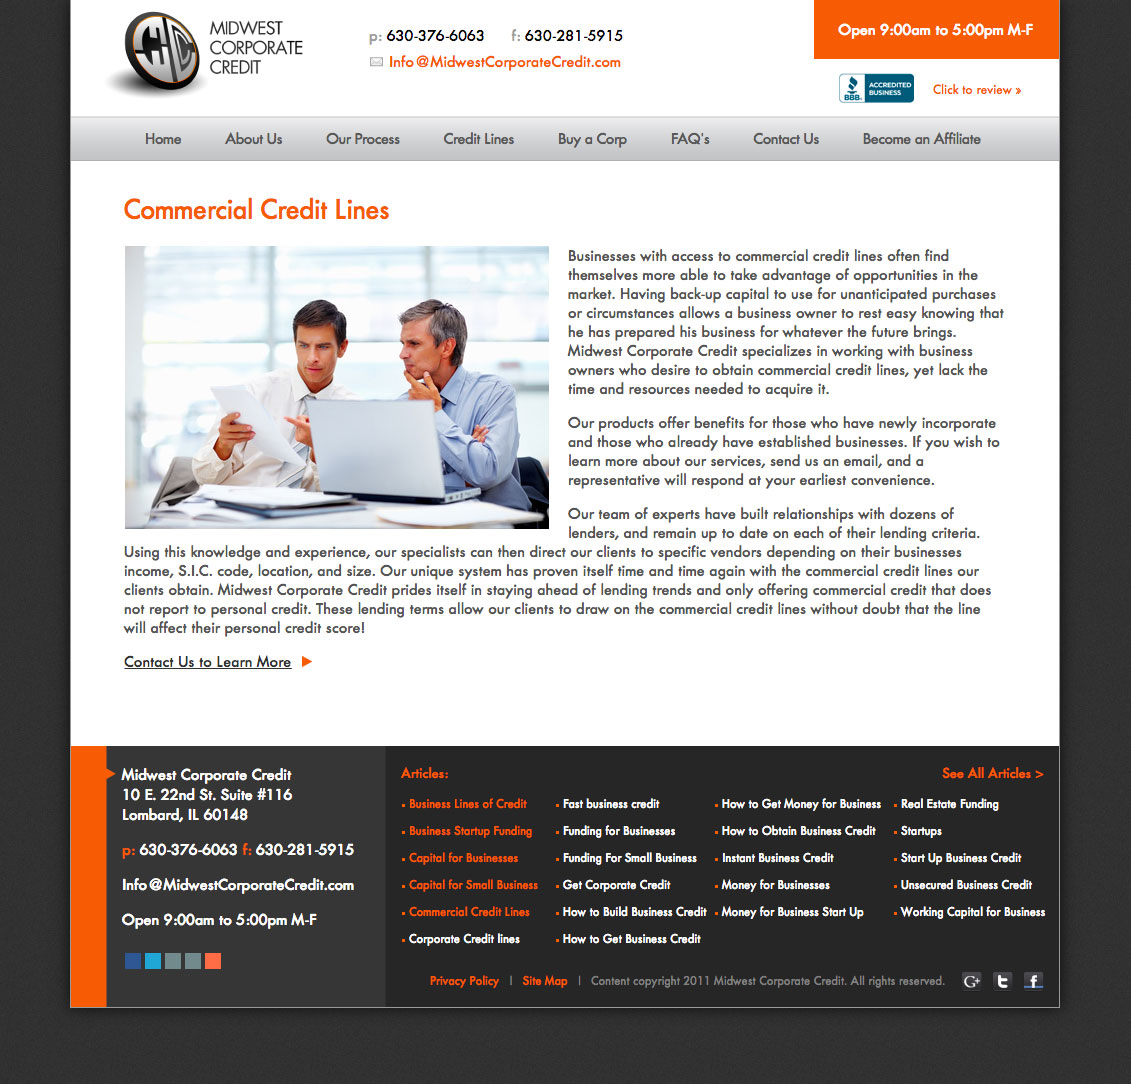 MIDWEST
CORPORATE
CREDIT
p: 630-376-6063 f: 630-281-5915
Info@MidwestCorporateCredit.com
Open 9:00am to 5:00pm M-F
BBB. ACCREDITED
BUSINESS
Click to review »
Home About Us Our Process Credit Lines Buy a Corp FAQ's Contact Us Become an Affiliate
Commercial Credit Lines
Businesses with access to commercial credit lines often find
themselves more able to take advantage of opportunities in the
market. Having back-up capital to use for unanticipated purchases
or circumstances allows a business owner to rest easy knowing that
he has prepared his business for whatever the future brings.
Midwest Corporate Credit specializes in working with business
owners who desire to obtain commercial credit lines, yet lack the
time and resources needed to acquire it.
Our products offer benefits for those who have newly incorporate
and those who already have established businesses. If you wish to
learn more about our services, send us an email, and a
representative will respond at your earliest convenience.
Our team of experts have built relationships with dozens of
lenders, and remain up to date on each of their lending criteria.
Using this knowledge and experience, our specialists can then direct our clients to specific vendors depending on their businesses
income, S.I.C. code, location, and size. Our unique system has proven itself time and time again with the commercial credit lines our
clients obtain. Midwest Corporate Credit prides itself in staying ahead of lending trends and only offering commercial credit that does
not report to personal credit. These lending terms allow our clients to draw on the commercial credit lines without doubt that the line
will affect their personal credit score!
Contact Us to Learn More
Midwest Corporate Credit
10 E. 22nd St. Suite #116
Lombard, IL 60148
p: 630-376-6063 f: 630-281-5915
Info@MidwestCorporateCredit.com
Open 9:00am to 5:00pm M-F
Articles: See All Articles >
Business Lines of Credit Fast business credit How to Get Money for Business Real Estate Funding
Business Startup Funding Funding for Businesses How to Obtain Business Credit Startups
Capital for Businesses Funding For Small Business Instant Business Credit Start Up Business Credit
Capital for Small Business Get Corporate Credit Money for Businesses Unsecured Business Credit
Commercial Credit Lines How to Build Business Credit Money for Business Start Up Working Capital for Business
Corporate Credit lines How to Get Business Credit
Privacy Policy | Site Map | Content copyright 2011 Midwest Corporate Credit. All rights reserved.